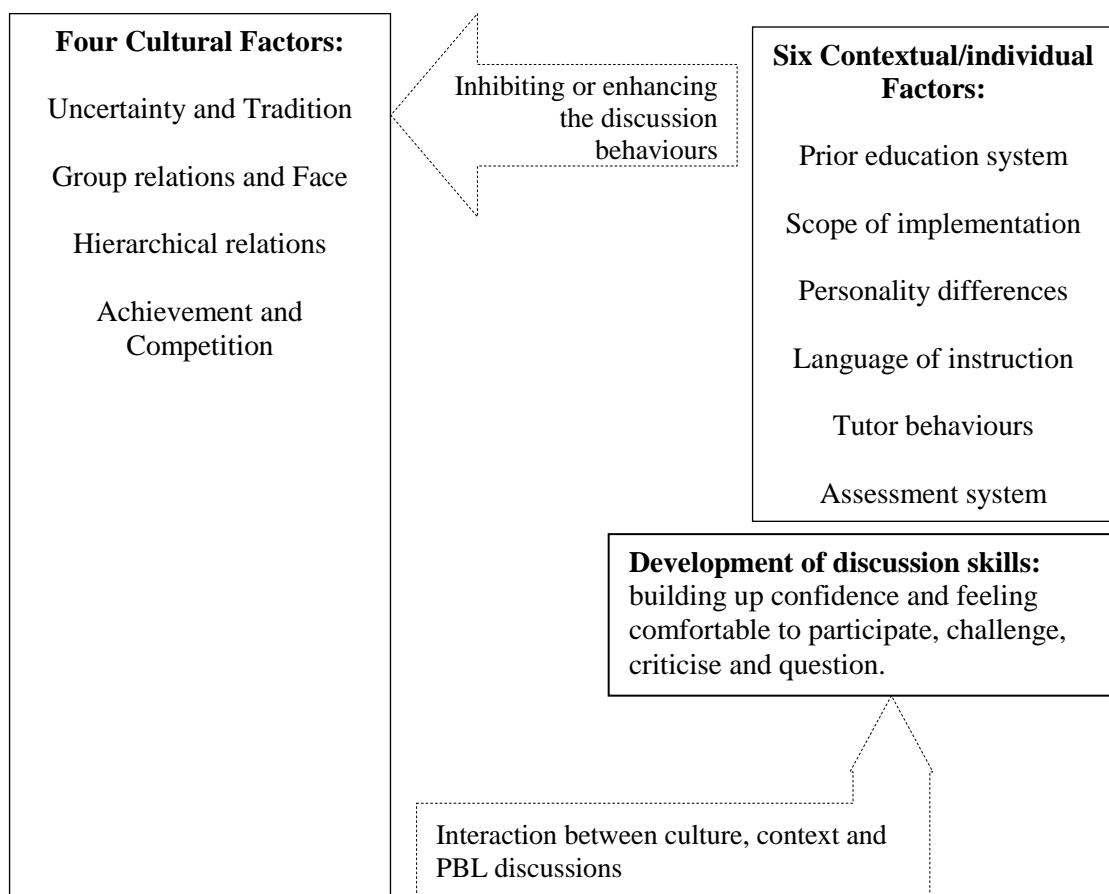 Four Cultural Factors:
Uncertainty and Tradition
Group relations and Face
Hierarchical relations
Achievement and
Competition
Inhibiting or enhancing
the discussion
behaviours
Six Contextual/individual
Factors:
Prior education system
Scope of implementation
Personality differences
Language of instruction
Tutor behaviours
Assessment system
Development of discussion skills:
building up confidence and feeling
comfortable to participate, challenge,
criticise and question.
Interaction between culture, context and
PBL discussions